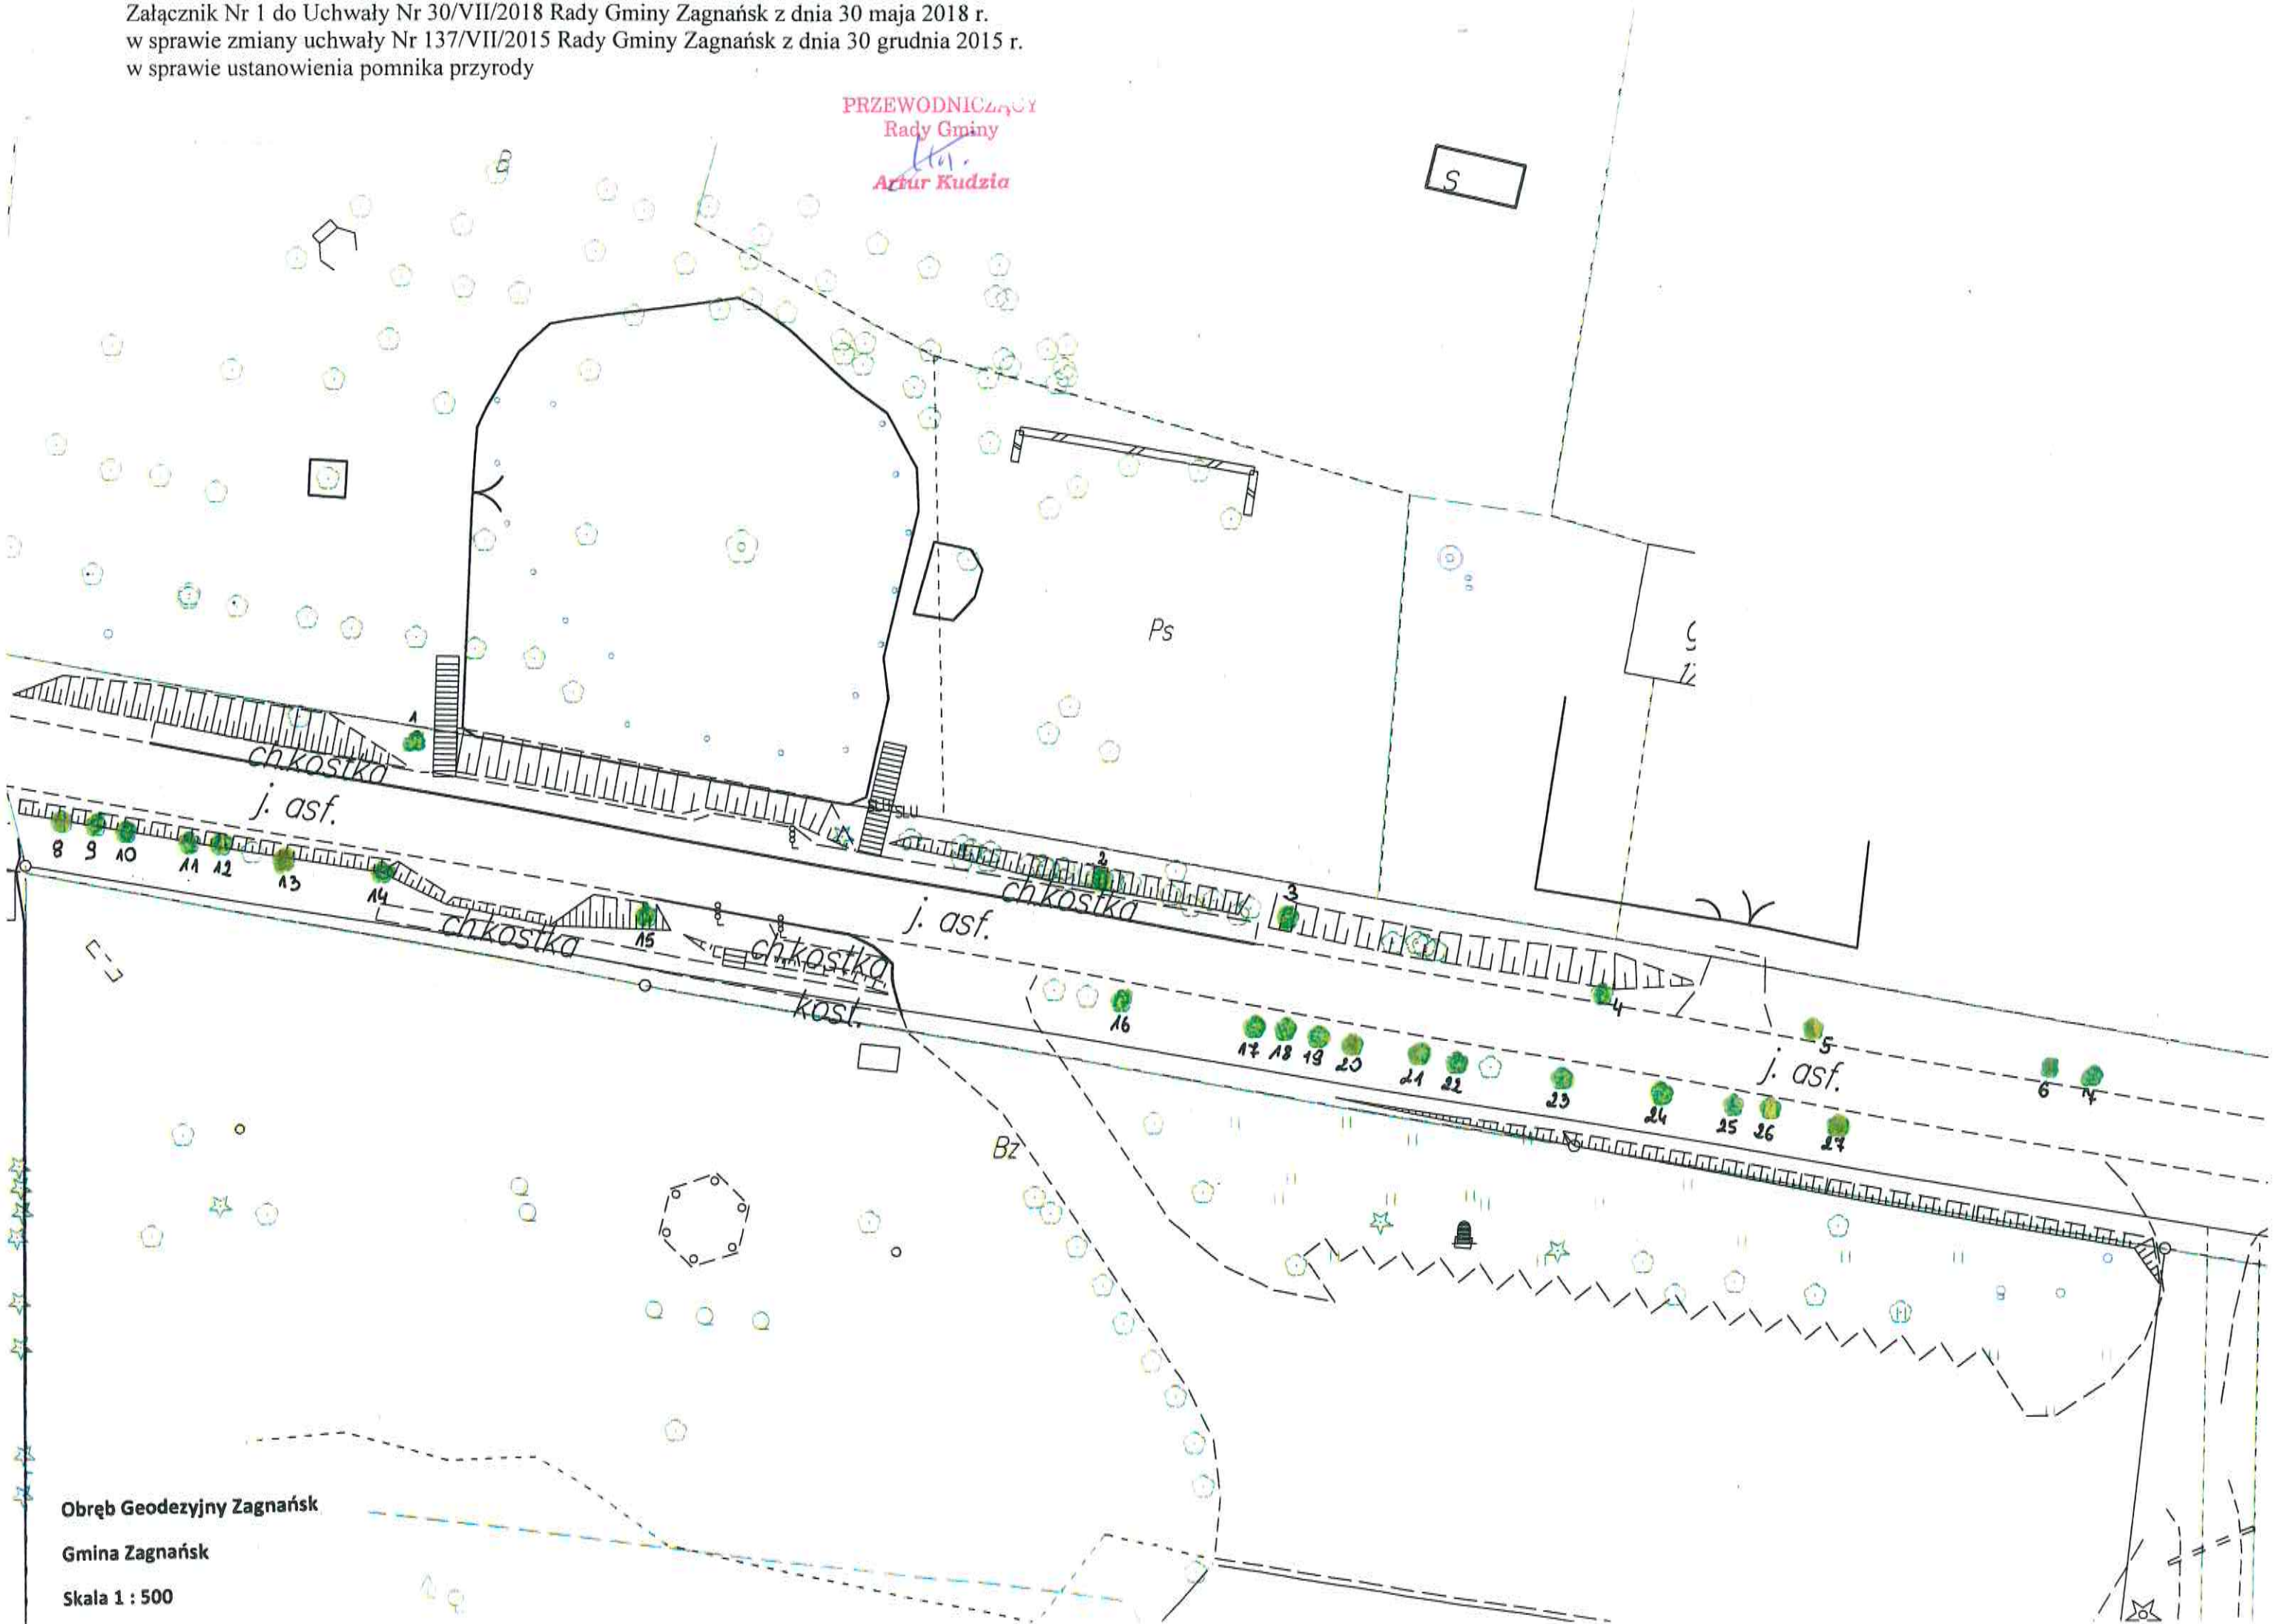 Załącznik Nr 1 do Uchwały Nr 30/VII/2018 Rady Gminy Zagnańsk z dnia 30 maja 2018 r.
w sprawie zmiany uchwały Nr 137/VII/2015 Rady Gminy Zagnańsk z dnia 30 grudnia 2015 r.
w sprawie ustanowienia pomnika przyrody
PRZEWODNICZĄCY
Rady Gminy
Artur Kudzia
S
Ps
1
ch.kostka
j. asf.
8 9 10 11 12 13 14
ch.kostka
15
ch.kostka
kost.
SLU
2
ch.kostka
j. asf.
3
4
5
j. asf.
6 7
16
17 18 19 20 21 22 23 24 25 26 27
Bz
Obręb Geodezyjny Zagnańsk
Gmina Zagnańsk
Skala 1 : 500